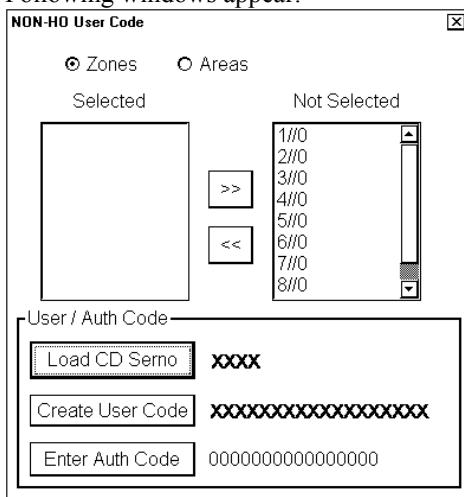 Following windows appear:
NON-HO User Code
Zones Areas
Selected Not Selected
1//0
2//0
3//0
>>
4//0
5//0
<<
6//0
7//0
8//0
User / Auth Code
Load CD Serno XXXX
Create User Code XXXXXXXXXXXXXXXXXX
Enter Auth Code 0000000000000000